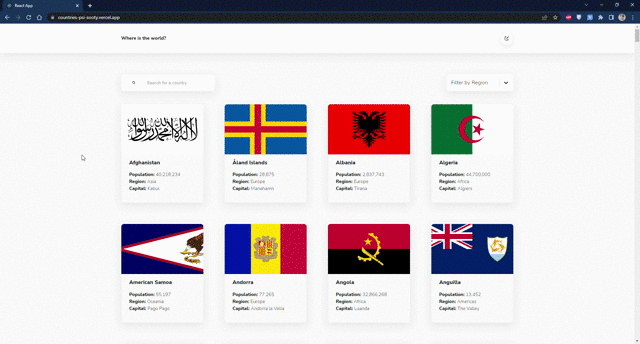 React App
countries-psi-sooty.vercel.app
Where is the world?
Search for a country
Filter by Region
Afghanistan
Population: 40,218,234
Region: Asia
Capital: Kabul
Åland Islands
Population: 28,875
Region: Europe
Capital: Mariehamn
Albania
Population: 2,837,743
Region: Europe
Capital: Tirana
Algeria
Population: 44,700,000
Region: Africa
Capital: Algiers
American Samoa
Population: 55,197
Region: Oceania
Capital: Pago Pago
Andorra
Population: 77,265
Region: Europe
Capital: Andorra la Vella
Angola
Population: 32,866,268
Region: Africa
Capital: Luanda
Anguilla
Population: 13,452
Region: Americas
Capital: The Valley